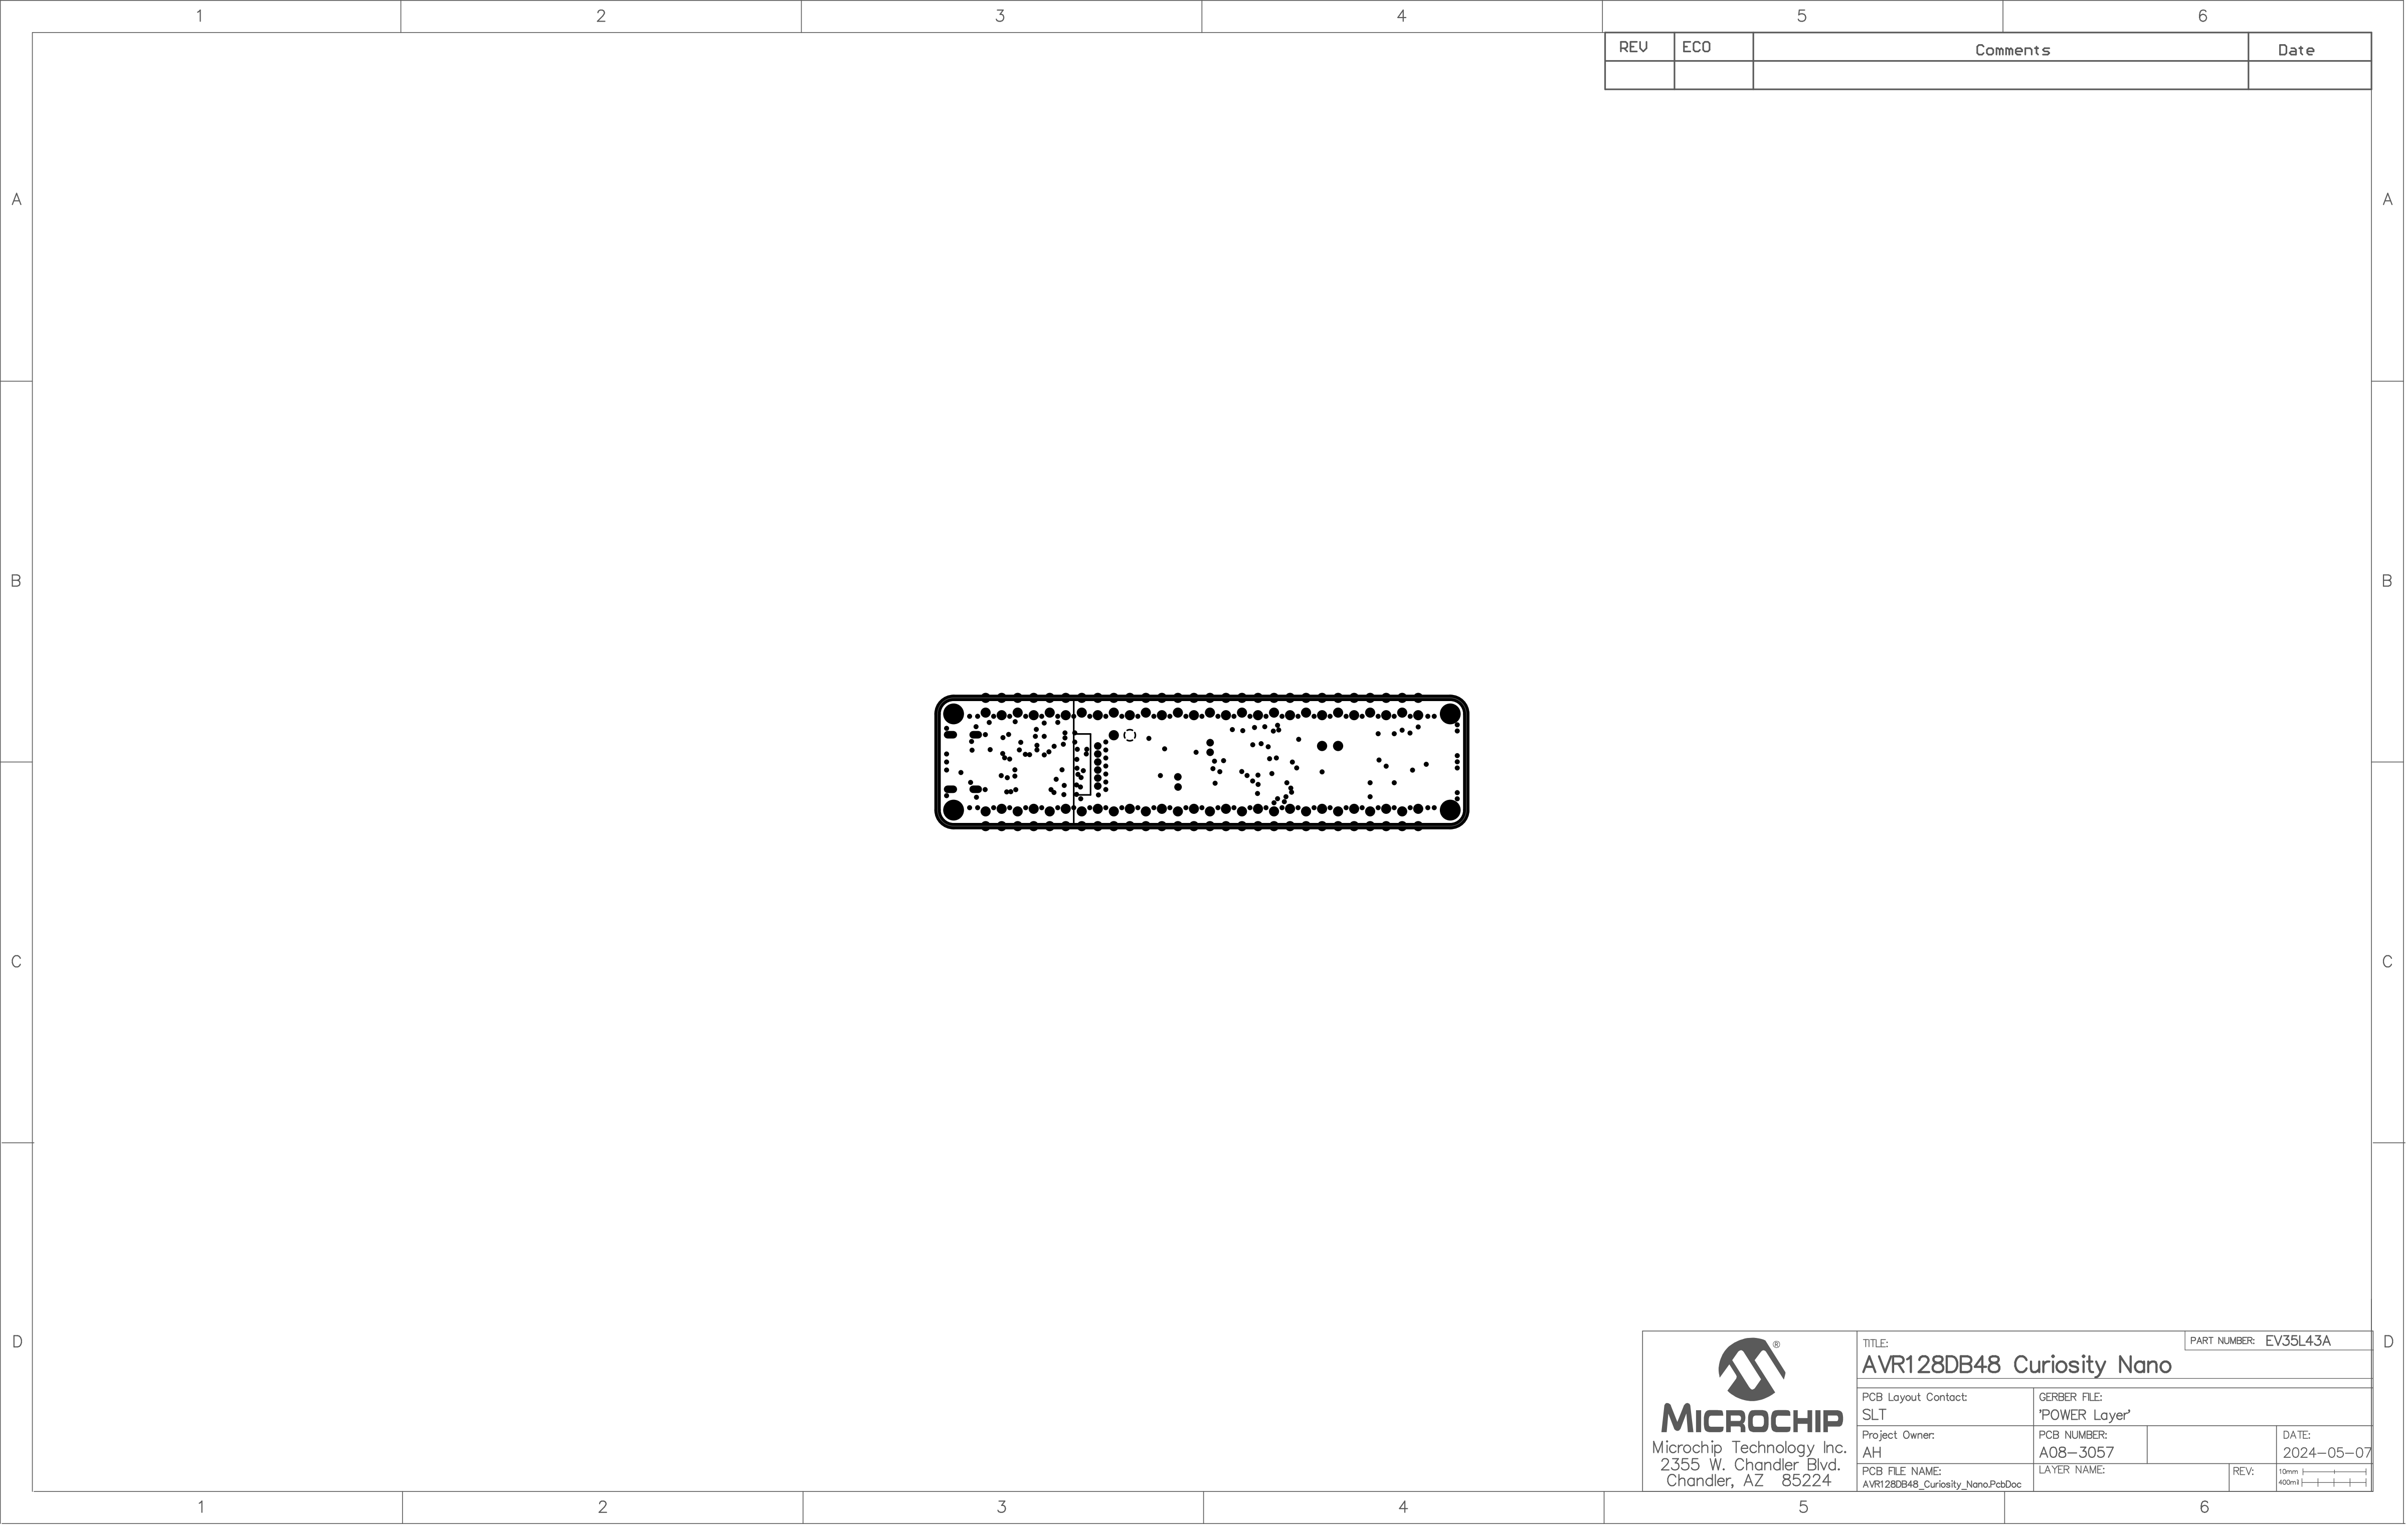 1 2 3 4 5 6
REV ECO Comments Date
A A
B B
C C
D D
®
MICROCHIP
Microchip Technology Inc.
2355 W. Chandler Blvd.
Chandler, AZ 85224
TITLE:
PART NUMBER: EV35L43A
AVR128DB48 Curiosity Nano
PCB Layout Contact: GERBER FILE:
SLT 'POWER Layer'
Project Owner: PCB NUMBER: DATE:
AH A08-3057 2024-05-07
PCB FILE NAME: LAYER NAME: REV: 10mm
AVR128DB48_Curiosity_Nano.PcbDoc 400mil
1 2 3 4 5 6